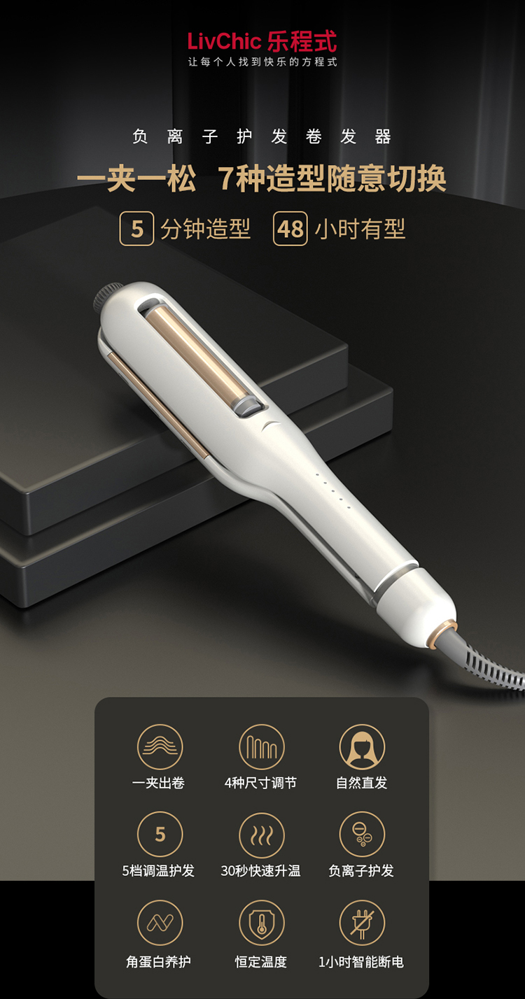 LivChic 乐程式
让每个人找到快乐的方程式
负离子护发卷发器
一夹一松 7种造型随意切换
5 分钟造型 48 小时有型
一夹出卷 4种尺寸调节 自然直发
5
5档调温护发 30秒快速升温 负离子护发
角蛋白养护 恒定温度 1小时智能断电